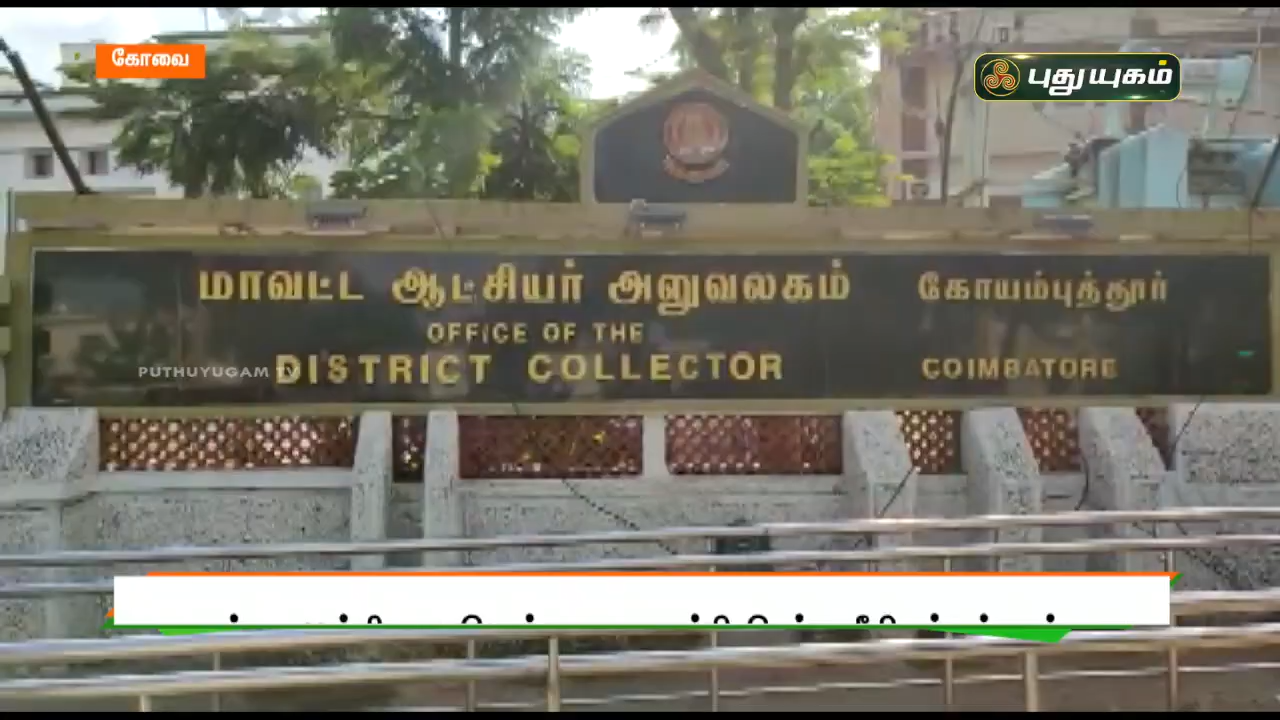 கோவை
புதுயுகம்
மாவட்ட ஆட்சியர் அனுவலகம் கோயம்புத்தூர்
OFFICE OF THE
DISTRICT COLLECTOR COIMBATORE
PUTHUYUGAM TV